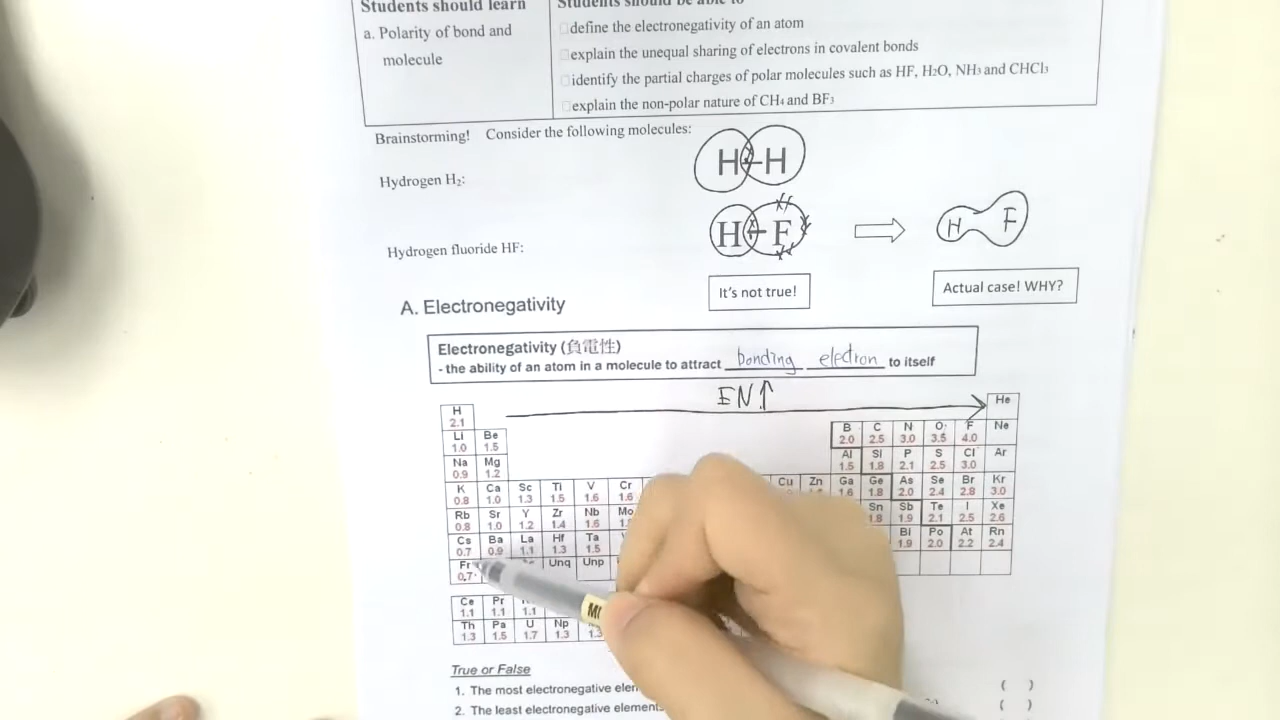 Students should learn
Students should be able to
a. Polarity of bond and
molecule
define the electronegativity of an atom
explain the unequal sharing of electrons in covalent bonds
identify the partial charges of polar molecules such as HF, H2O, NH3 and CHCl3
explain the non-polar nature of CH4 and BF3
Brainstorming! Consider the following molecules:
Hydrogen H2:
H-H
Hydrogen fluoride HF:
H-F
H F
It's not true!
Actual case! WHY?
A. Electronegativity
Electronegativity (負電性)
- the ability of an atom in a molecule to attract bonding electron to itself
EN↑
H He
2.1
Li Be B C N O F Ne
1.0 1.5 2.0 2.5 3.0 3.5 4.0
Na Mg Al Si P S Cl Ar
0.9 1.2 1.5 1.8 2.1 2.5 3.0
K Ca Sc Ti V Cr Cu Zn Ga Ge As Se Br Kr
0.8 1.0 1.3 1.5 1.6 1.6 1.6 1.8 2.0 2.4 2.8 3.0
Rb Sr Y Zr Nb Mo Sn Sb Te I Xe
0.8 1.0 1.2 1.4 1.6 1.8 1.9 2.1 2.5 2.6
Cs Ba La Hf Ta Bi Po At Rn
0.7 0.9 1.1 1.3 1.5 1.9 2.0 2.2 2.4
Fr Unq Unp
0.7
Ce Pr
1.1 1.1 1.1
Th Pa U Np
1.3 1.5 1.7 1.3 1.3
True or False
1. The most electronegative ( )
2. The least electronegative element ( )